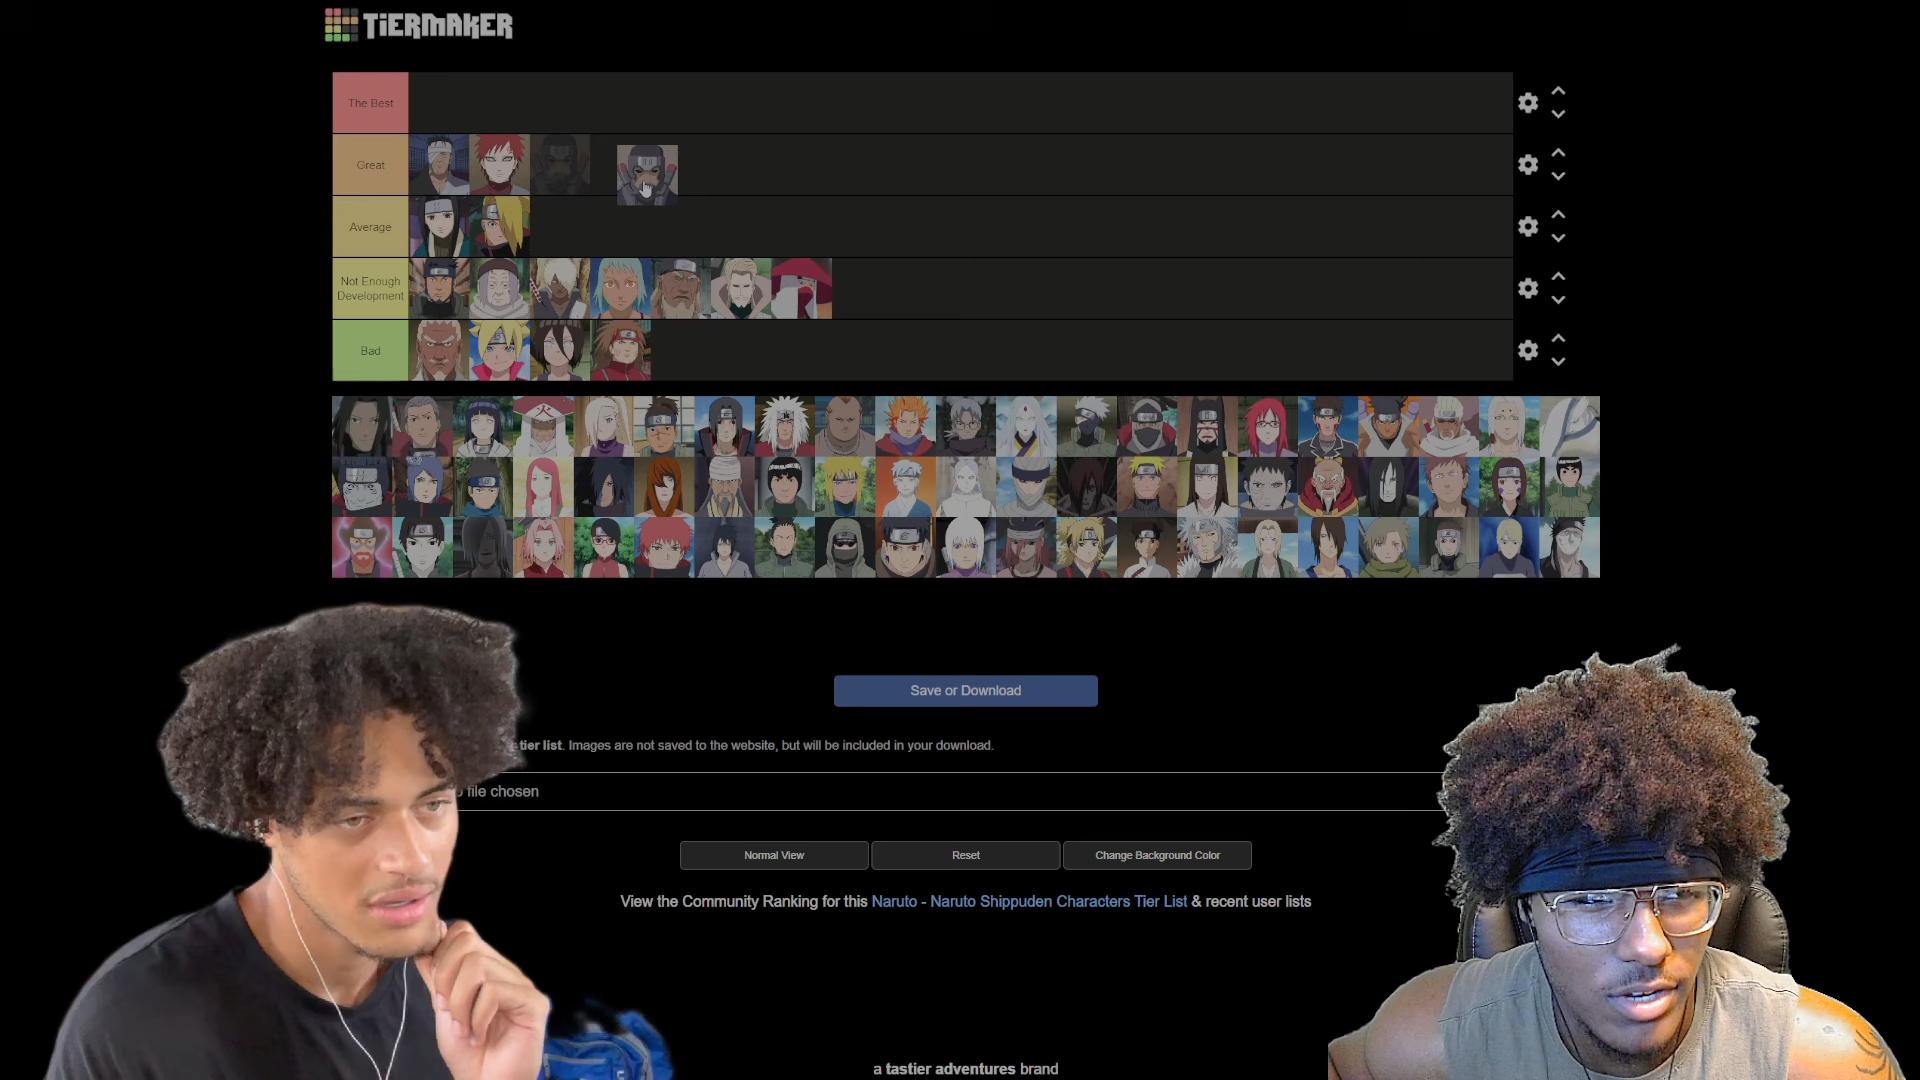 TiERMAKER
The Best
Great
Average
Not Enough
Development
Bad
Save or Download
tier list. Images are not saved to the website, but will be included in your download.
file chosen
Normal View
Reset
Change Background Color
View the Community Ranking for this Naruto - Naruto Shippuden Characters Tier List & recent user lists
a tastier adventures brand